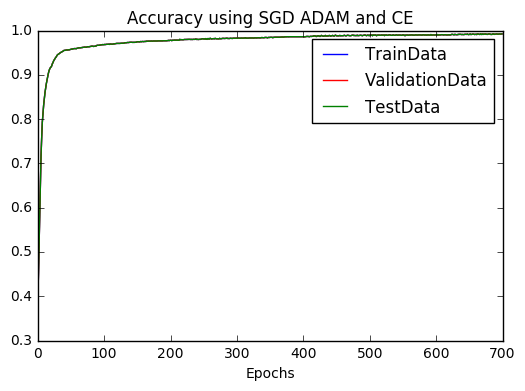 Accuracy using SGD ADAM and CE
1.0
0.9
0.8
0.7
0.6
0.5
0.4
0.3
TrainData
ValidationData
TestData
0 100 200 300 400 500 600 700
Epochs